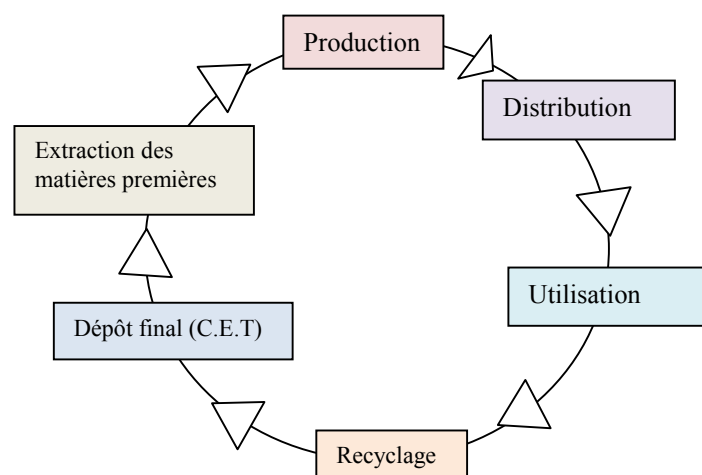 Production
Distribution
Extraction des
matières premières
Utilisation
Dépôt final (C.E.T)
Recyclage